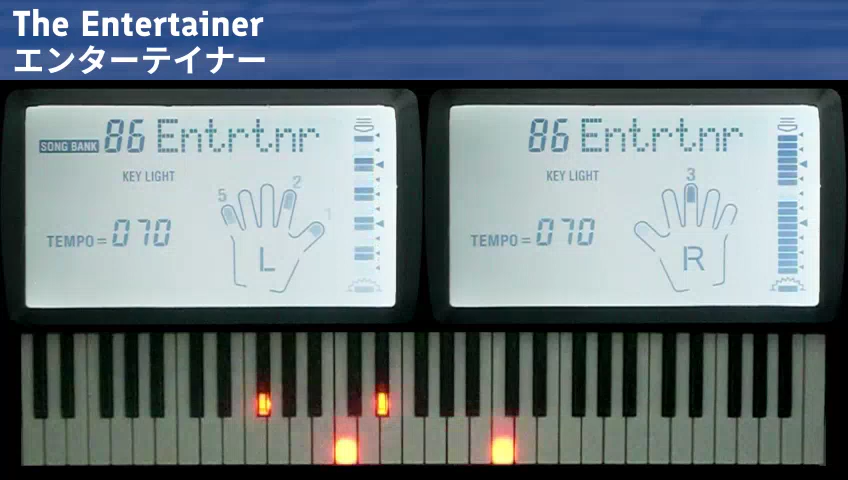 The Entertainer
エンターテイナー
SONG BANK 86 Entrtnr
KEY LIGHT
5 2 1
TEMPO = 070
L
86 Entrtnr
KEY LIGHT
3
TEMPO = 070
R